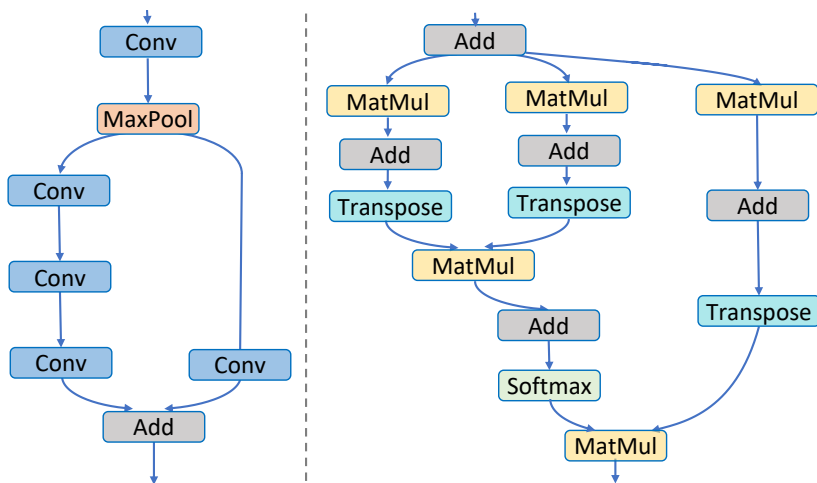 Conv
MaxPool
Conv
Conv
Conv
Conv
Add
Add
MatMul
MatMul
MatMul
Add
Add
Transpose
Transpose
Add
MatMul
Add
Transpose
Softmax
MatMul